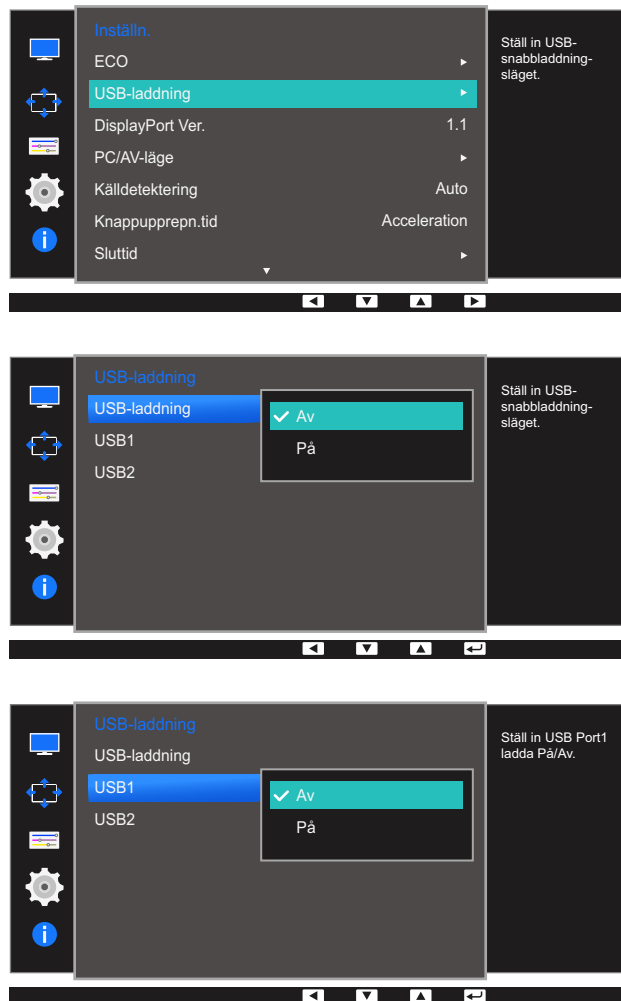 Inställn.
ECO
USB-laddning
DisplayPort Ver. 1.1
PC/AV-läge
Källdetektering Auto
Knappupprepn.tid Acceleration
Sluttid
Ställ in USB-
snabbladdning-
släget.
USB-laddning
USB-laddning
USB1
USB2
Av
På
Ställ in USB-
snabbladdning-
släget.
USB-laddning
USB-laddning
USB1
USB2
Av
På
Ställ in USB Port1
ladda På/Av.